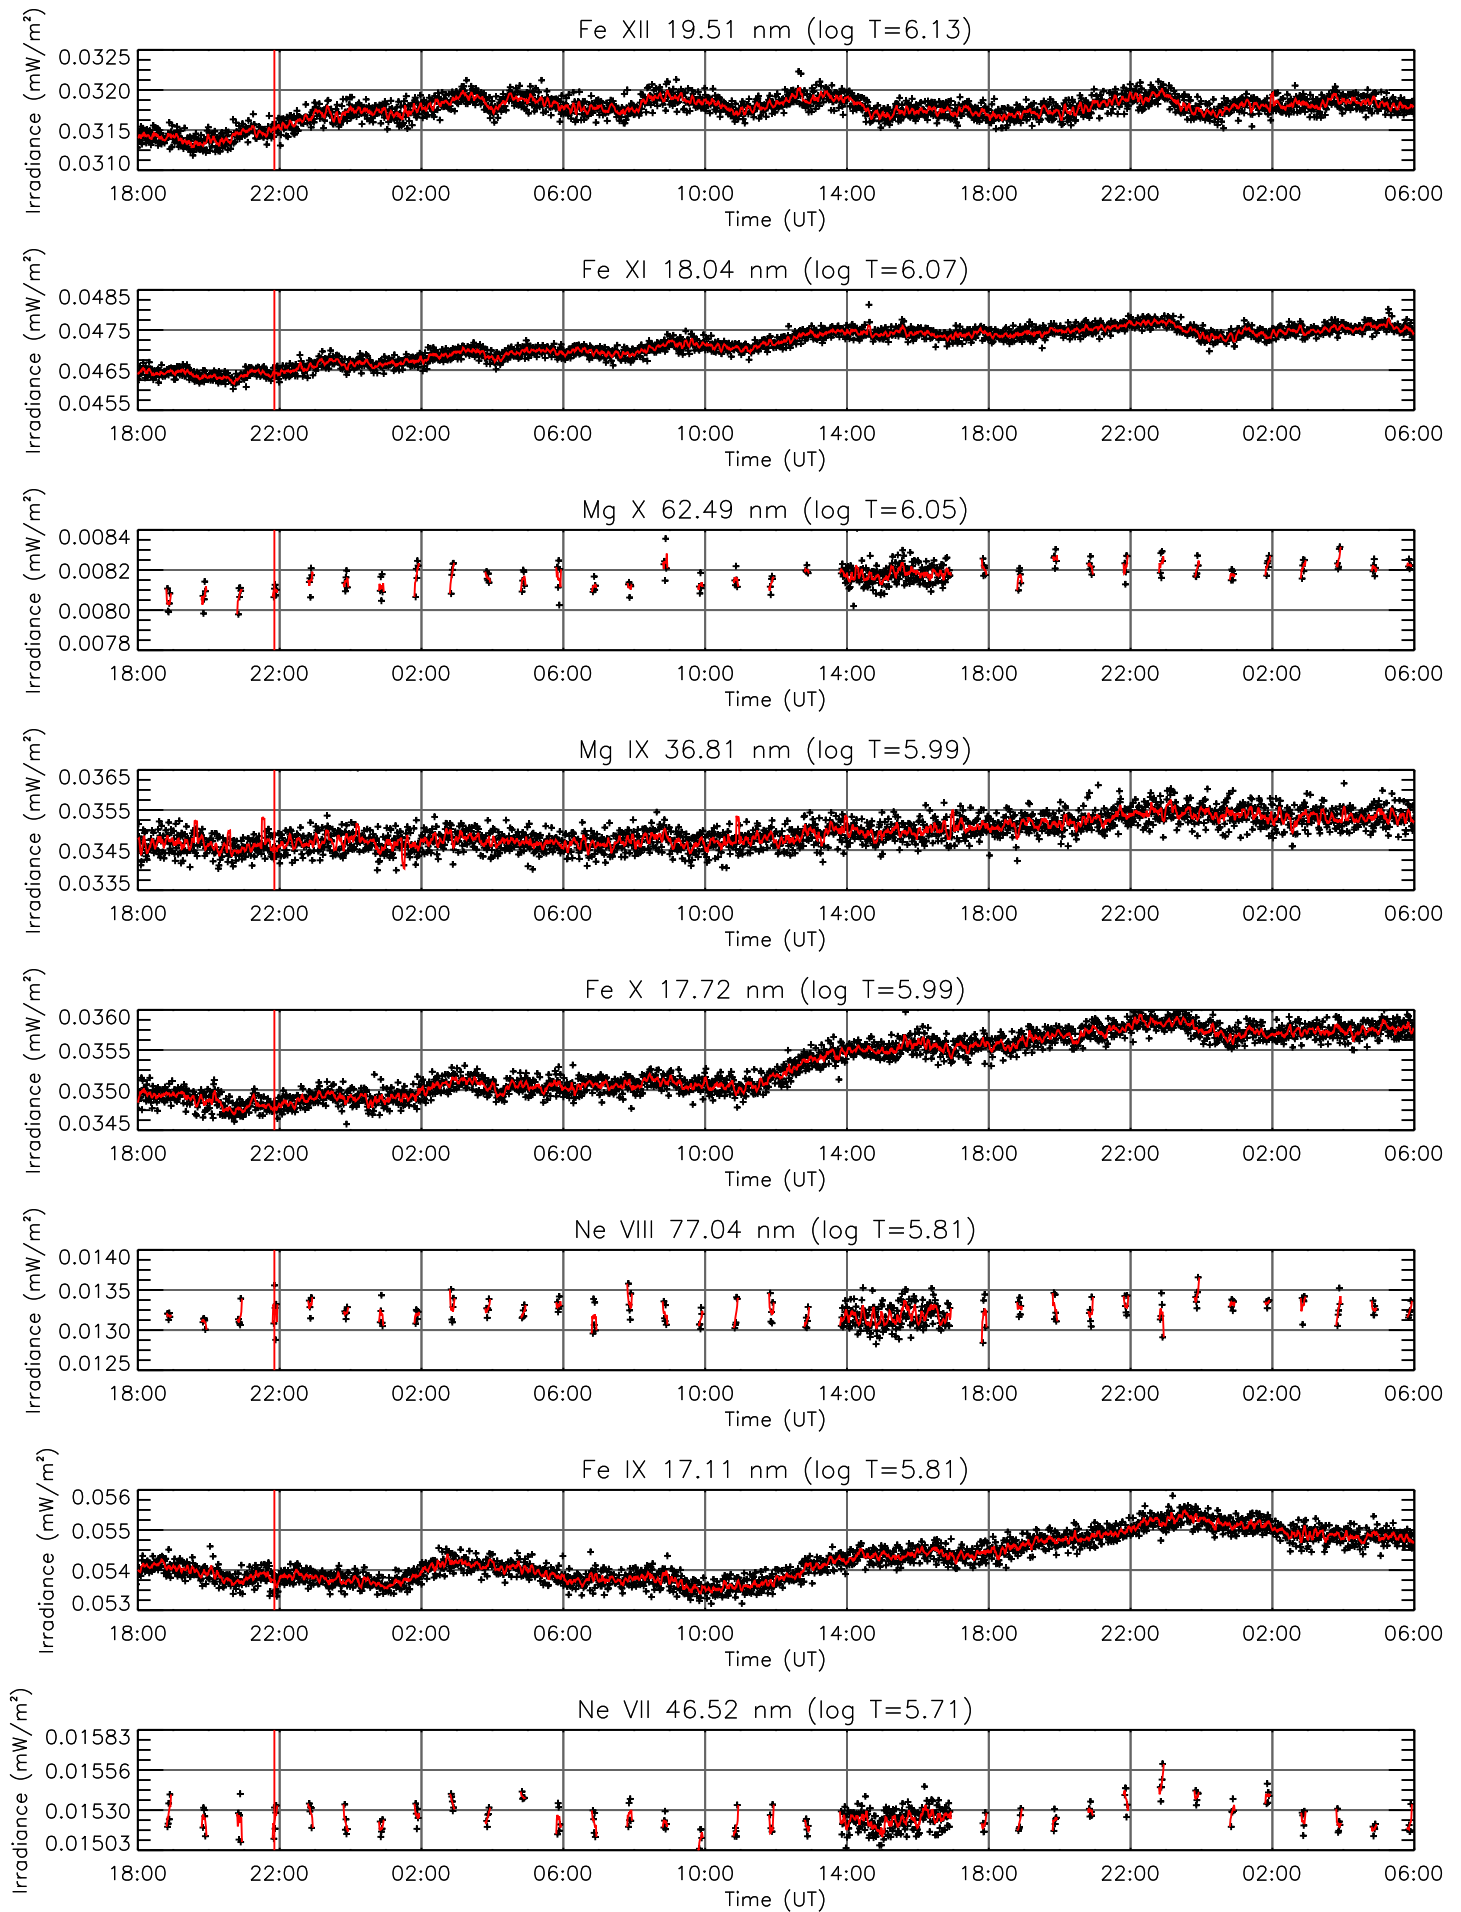 Fe XII 19.51 nm (log T=6.13)
Irradiance (mW/m²)
0.0325
0.0320
0.0315
0.0310
18:00 22:00 02:00 06:00 10:00 14:00 18:00 22:00 02:00 06:00
Time (UT)
Fe XI 18.04 nm (log T=6.07)
Irradiance (mW/m²)
0.0485
0.0475
0.0465
0.0455
18:00 22:00 02:00 06:00 10:00 14:00 18:00 22:00 02:00 06:00
Time (UT)
Mg X 62.49 nm (log T=6.05)
Irradiance (mW/m²)
0.0084
0.0082
0.0080
0.0078
18:00 22:00 02:00 06:00 10:00 14:00 18:00 22:00 02:00 06:00
Time (UT)
Mg IX 36.81 nm (log T=5.99)
Irradiance (mW/m²)
0.0365
0.0355
0.0345
0.0335
18:00 22:00 02:00 06:00 10:00 14:00 18:00 22:00 02:00 06:00
Time (UT)
Fe X 17.72 nm (log T=5.99)
Irradiance (mW/m²)
0.0360
0.0355
0.0350
0.0345
18:00 22:00 02:00 06:00 10:00 14:00 18:00 22:00 02:00 06:00
Time (UT)
Ne VIII 77.04 nm (log T=5.81)
Irradiance (mW/m²)
0.0140
0.0135
0.0130
0.0125
18:00 22:00 02:00 06:00 10:00 14:00 18:00 22:00 02:00 06:00
Time (UT)
Fe IX 17.11 nm (log T=5.81)
Irradiance (mW/m²)
0.056
0.055
0.054
0.053
18:00 22:00 02:00 06:00 10:00 14:00 18:00 22:00 02:00 06:00
Time (UT)
Ne VII 46.52 nm (log T=5.71)
Irradiance (mW/m²)
0.01583
0.01556
0.01530
0.01503
18:00 22:00 02:00 06:00 10:00 14:00 18:00 22:00 02:00 06:00
Time (UT)